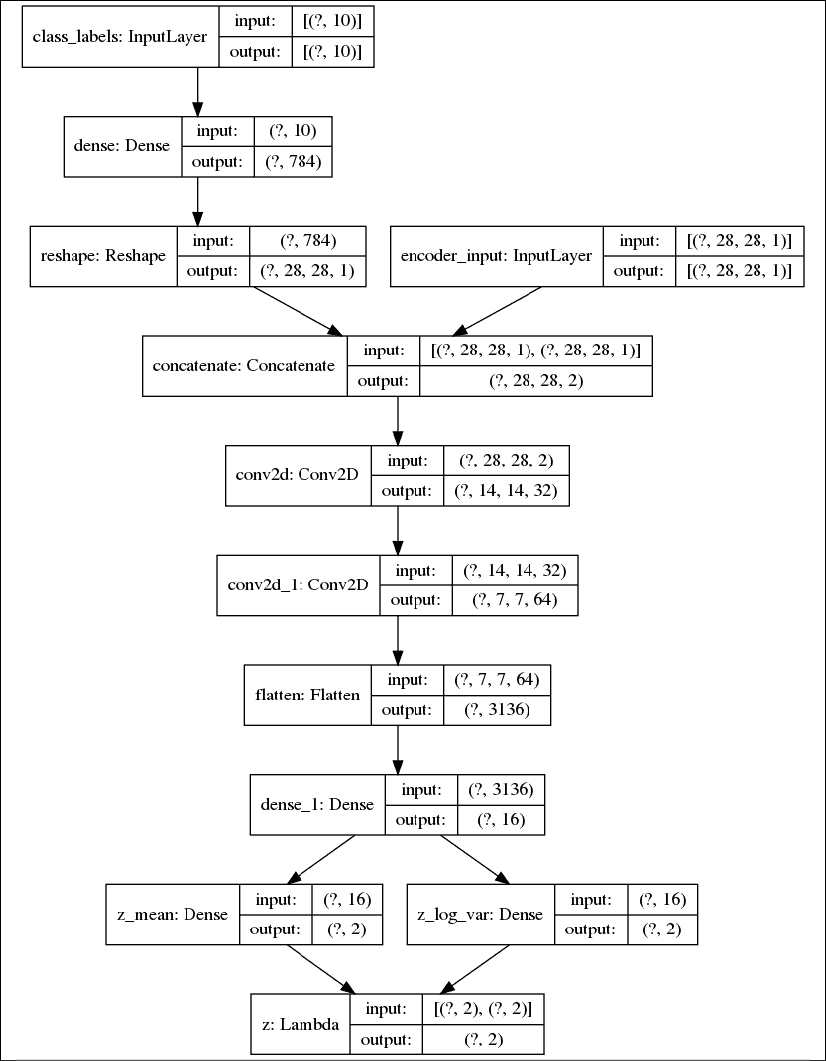 class_labels: InputLayer
input:
[(?, 10)]
output:
[(?, 10)]
dense: Dense
input:
(?, 10)
output:
(?, 784)
reshape: Reshape
input:
(?, 784)
output:
(?, 28, 28, 1)
encoder_input: InputLayer
input:
[(?, 28, 28, 1)]
output:
[(?, 28, 28, 1)]
concatenate: Concatenate
input:
[(?, 28, 28, 1), (?, 28, 28, 1)]
output:
(?, 28, 28, 2)
conv2d: Conv2D
input:
(?, 28, 28, 2)
output:
(?, 14, 14, 32)
conv2d_1: Conv2D
input:
(?, 14, 14, 32)
output:
(?, 7, 7, 64)
flatten: Flatten
input:
(?, 7, 7, 64)
output:
(?, 3136)
dense_1: Dense
input:
(?, 3136)
output:
(?, 16)
z_mean: Dense
input:
(?, 16)
output:
(?, 2)
z_log_var: Dense
input:
(?, 16)
output:
(?, 2)
z: Lambda
input:
[(?, 2), (?, 2)]
output:
(?, 2)